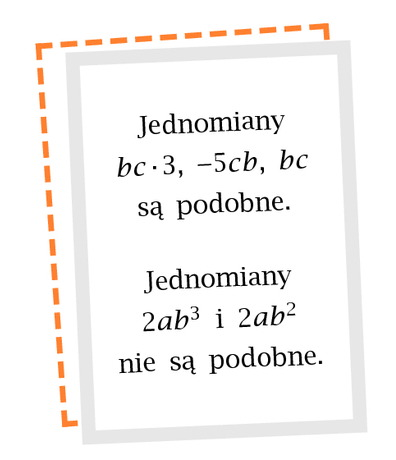 Jednomiany
bc·3, −5cb, bc
są podobne.
Jednomiany
2ab³ i 2ab²
nie są podobne.